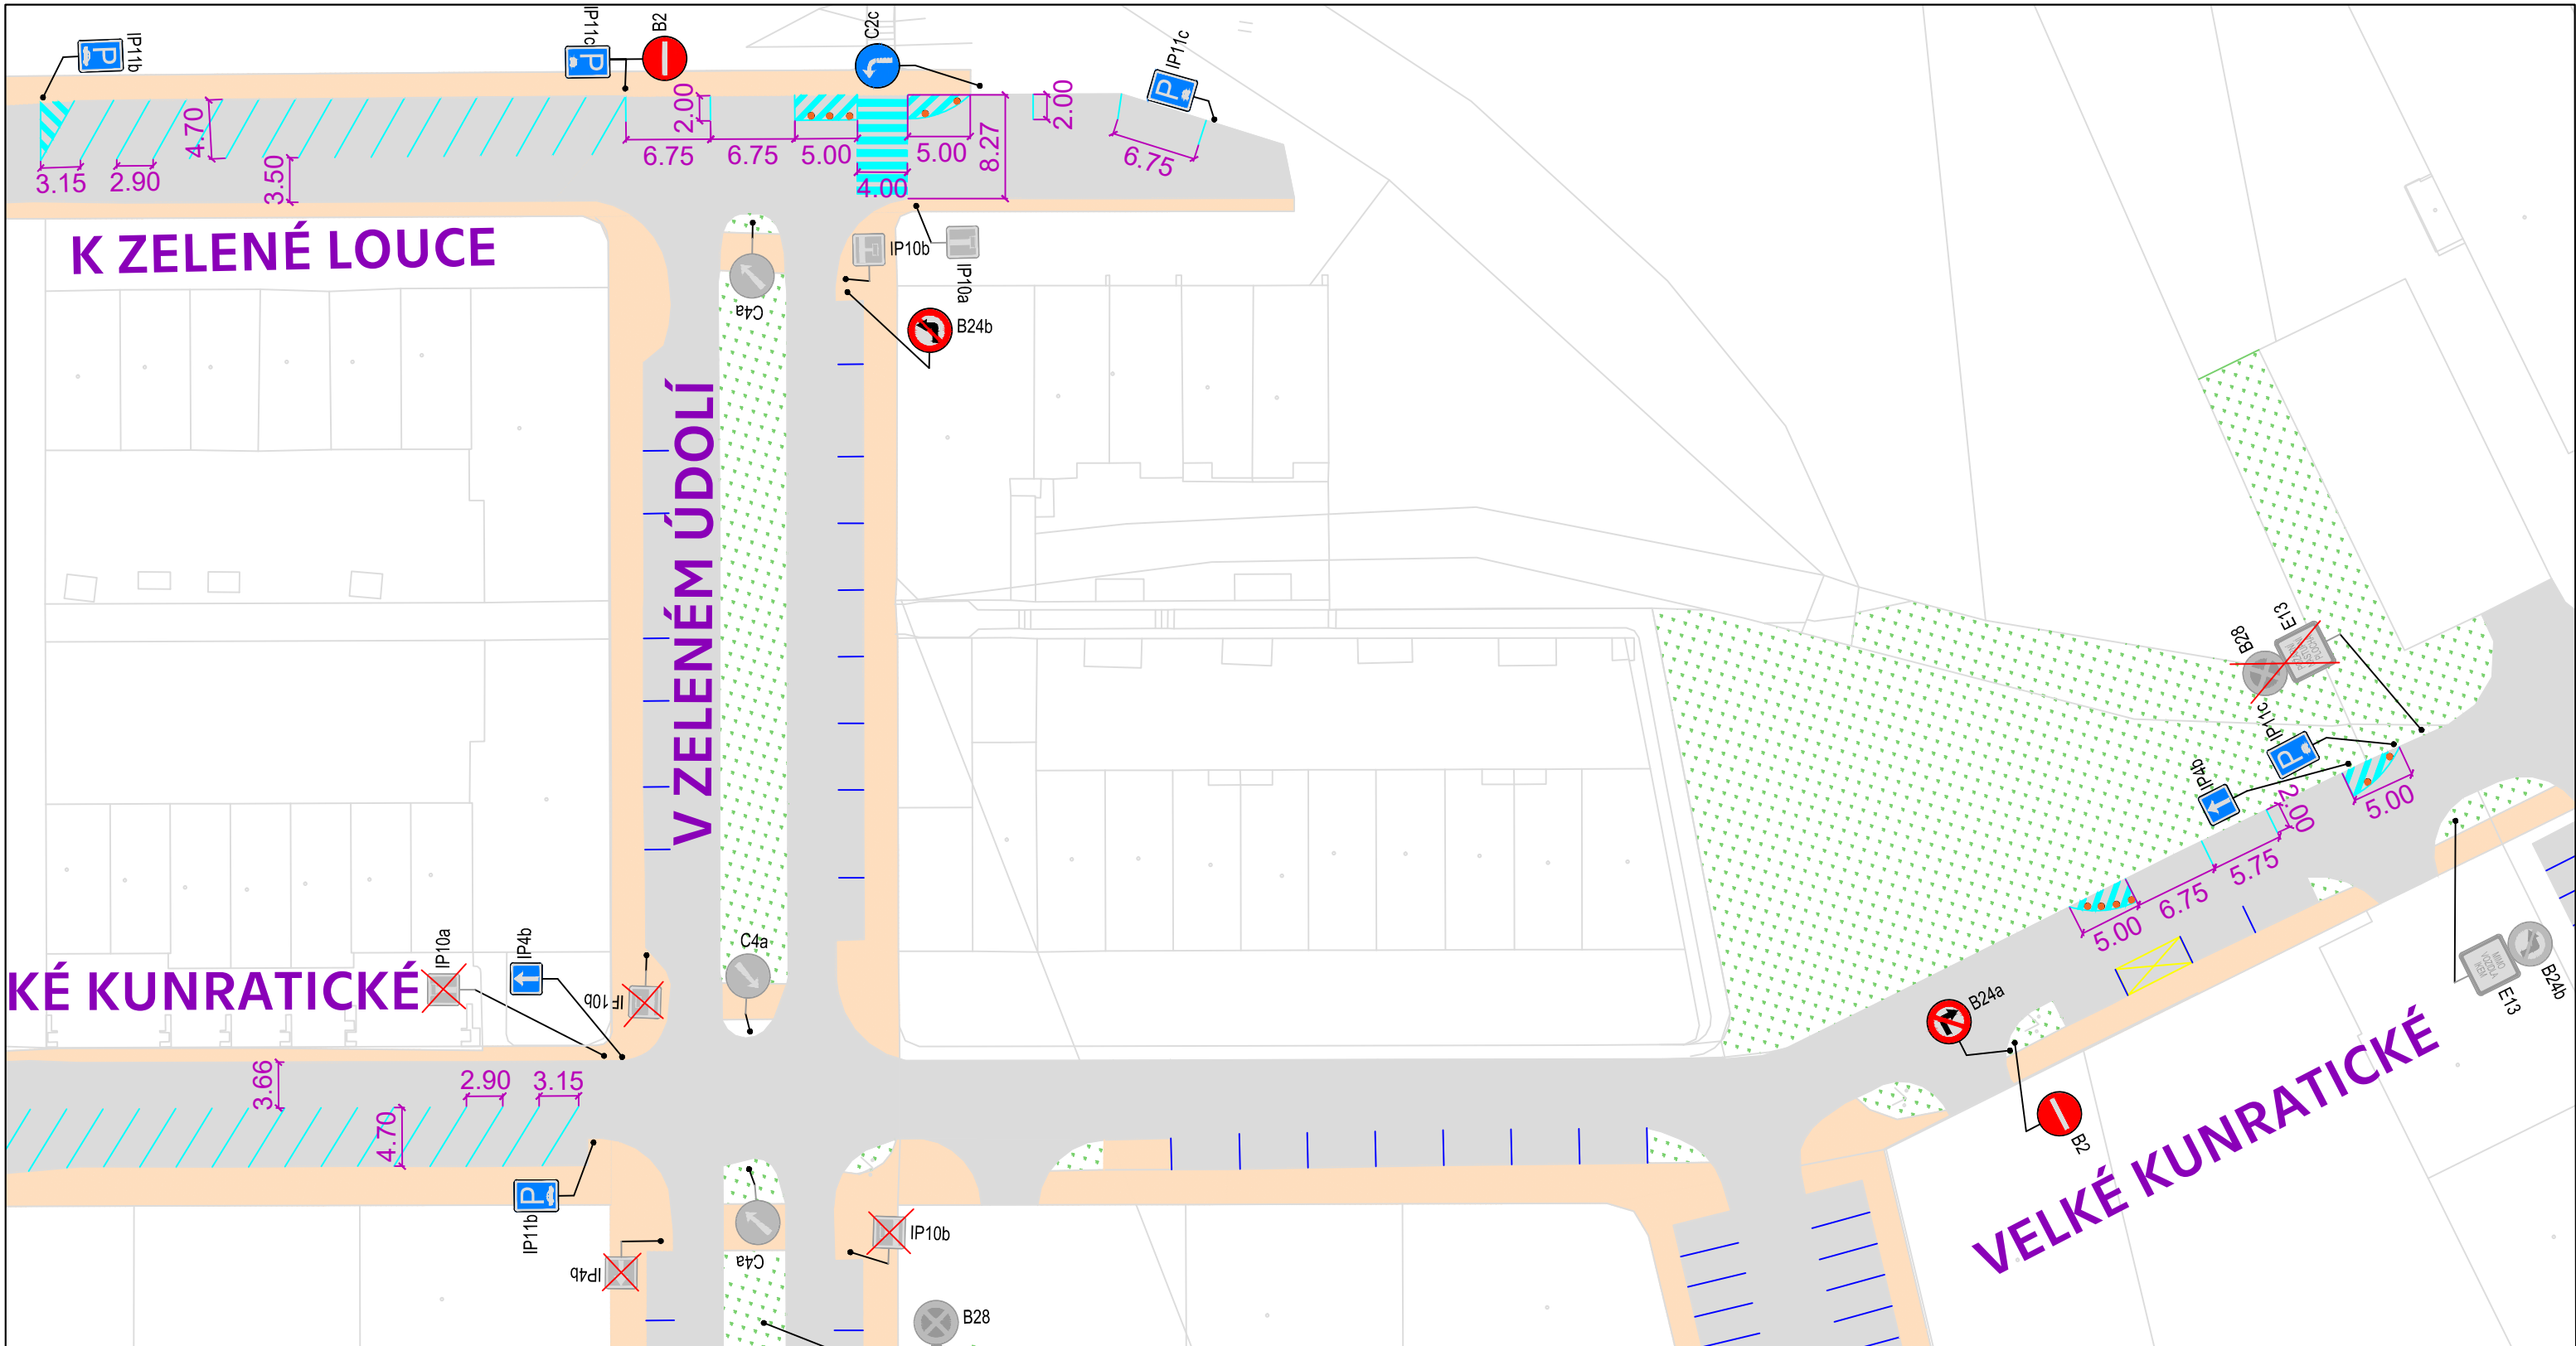 IP11b
P
IP11c
P
B2
C2c
IP11c
P
4.70
3.50
3.15
2.90
2.00
6.75
6.75
5.00
4.00
5.00
8.27
2.00
6.75
K ZELENÉ LOUCE
C4a
IP10b
IP10a
B24b
V ZELENÉM ÚDOLÍ
E13
B28
IP11c
P
IP4b
2.00
5.00
5.75
6.75
5.00
KÉ KUNRATICKÉ
IP10a
IP4b
IP10b
C4a
B24a
B2
B24b
E13
MIMO
VOZIDLA
IKEM
VELKÉ KUNRATICKÉ
3.66
2.90
3.15
4.70
IP11b
P
IP4b
C4a
IP10b
B28